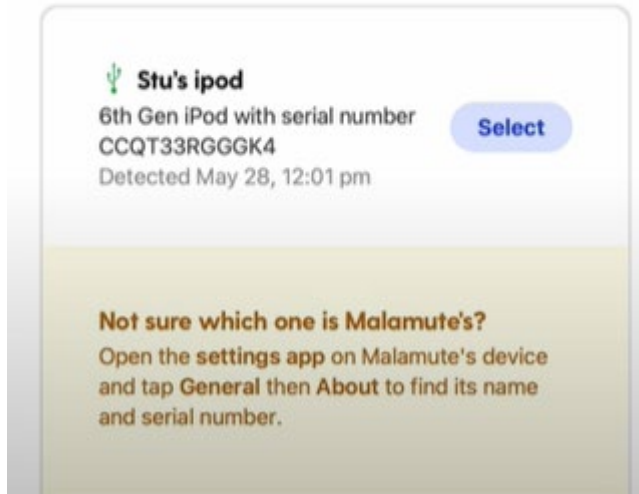 Stu's ipod
6th Gen iPod with serial number
CCQT33RGGGK4
Detected May 28, 12:01 pm
Select
Not sure which one is Malamute's?
Open the settings app on Malamute's device
and tap General then About to find its name
and serial number.